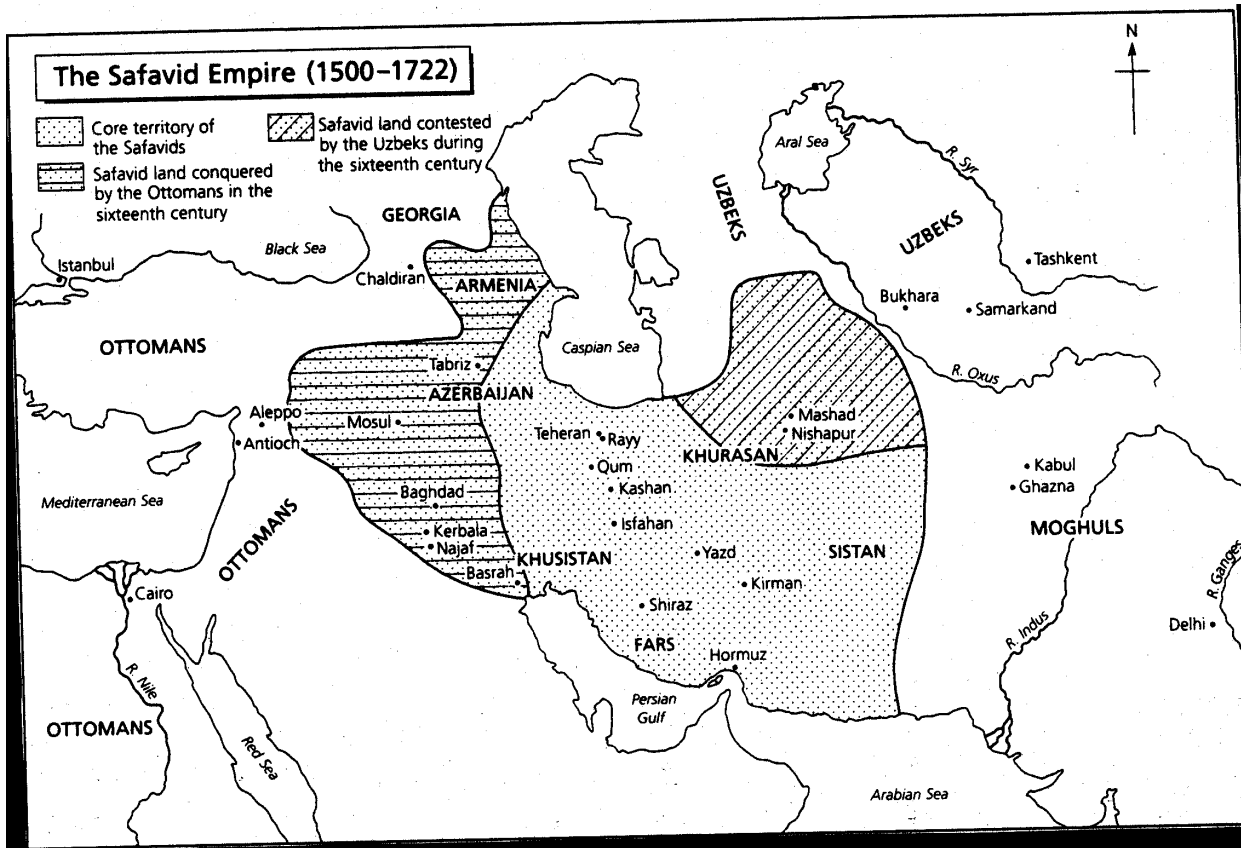 The Safavid Empire (1500–1722)
Core territory of
the Safavids
Safavid land conquered
by the Ottomans in the
sixteenth century
Safavid land contested
by the Uzbeks during
the sixteenth century
N
Aral Sea
R. Syr
UZBEKS
UZBEKS
GEORGIA
Black Sea
Istanbul
Chaldiran
ARMENIA
Tashkent
Bukhara
Samarkand
OTTOMANS
Caspian Sea
Tabriz
R. Oxus
AZERBAIJAN
Aleppo
Mosul
Mashad
Antioch
Teheran
Rayy
Nishapur
KHURASAN
Qum
Kabul
Mediterranean Sea
Baghdad
Kashan
Ghazna
Isfahan
MOGHULS
OTTOMANS
Kerbala
Najaf
KHUSISTAN
Yazd
SISTAN
Basrah
Kirman
R. Ganges
Cairo
Shiraz
R. Indus
Delhi
FARS
Hormuz
R. Nile
Persian
Gulf
OTTOMANS
Red Sea
Arabian Sea